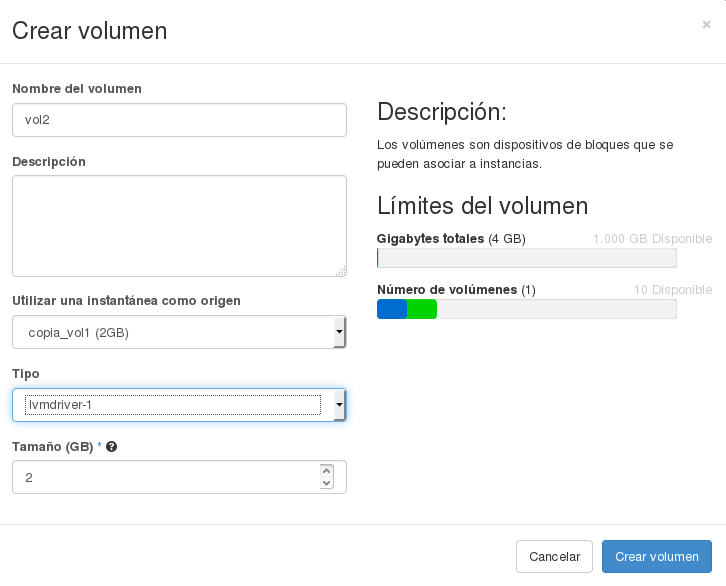 Crear volumen
×
Nombre del volumen
vol2
Descripción
Utilizar una instantánea como origen
copia_vol1 (2GB)
Tipo
lvmdriver-1
Tamaño (GB) *
2
Descripción:
Los volúmenes son dispositivos de bloques que se
pueden asociar a instancias.
Límites del volumen
Gigabytes totales (4 GB) 1.000 GB Disponible
Número de volúmenes (1) 10 Disponible
Cancelar
Crear volumen